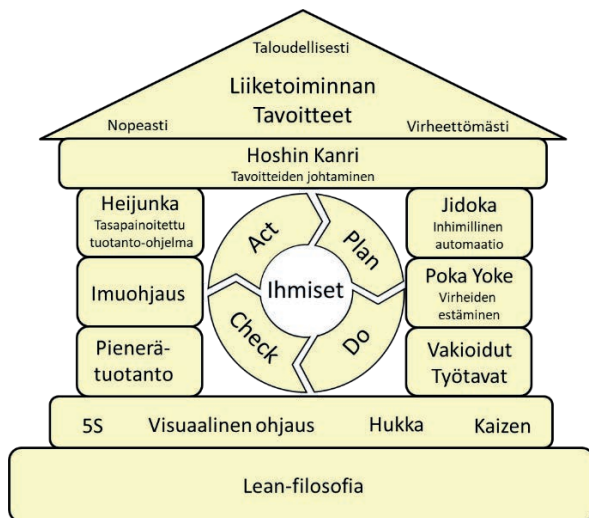 Taloudellisesti
Liiketoiminnan
Tavoitteet
Nopeasti
Virheettömästi
Hoshin Kanri
Tavoitteiden johtaminen
Heijunka
Tasapainoitettu
tuotanto-ohjelma
Imuohjaus
Pienerä-
tuotanto
Act
Plan
Ihmiset
Check
Do
Jidoka
Inhimillinen
automaatio
Poka Yoke
Virheiden
estäminen
Vakioidut
Työtavat
5S Visuaalinen ohjaus Hukka Kaizen
Lean-filosofia